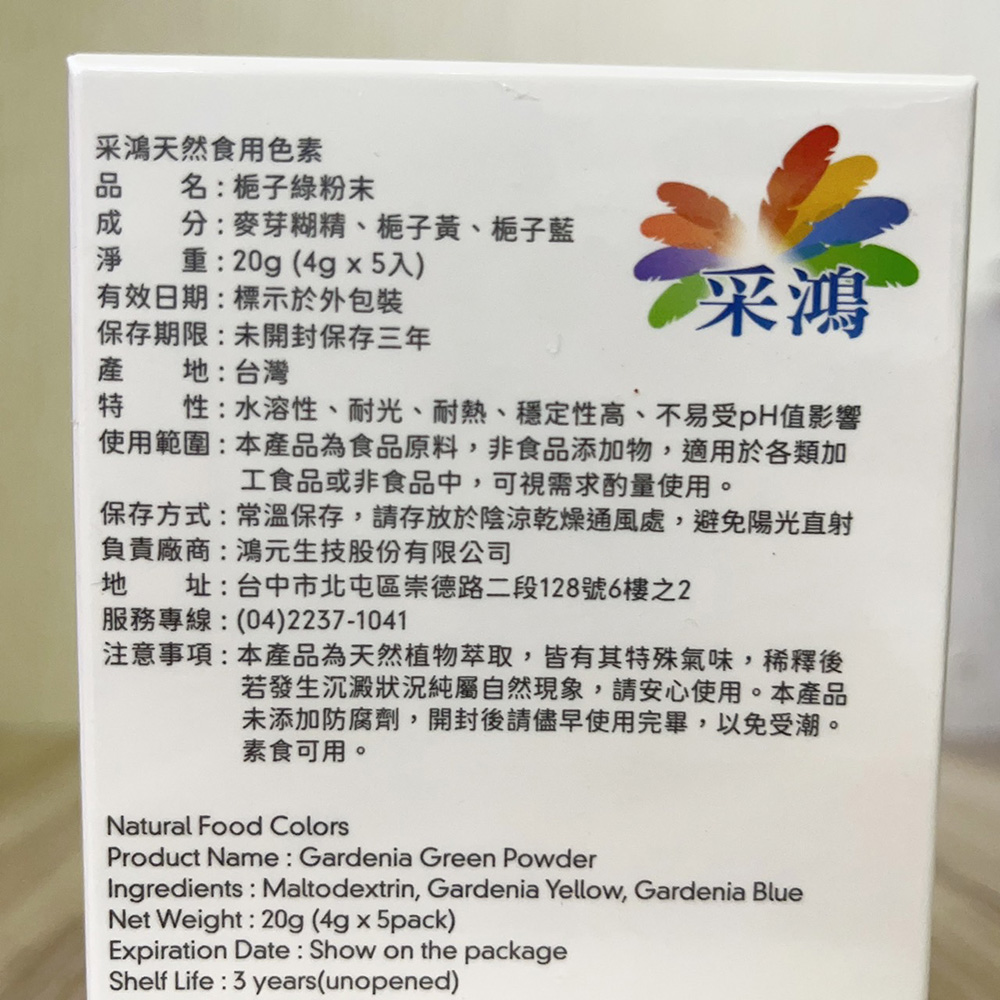 采鴻天然食用色素
品　　名：梔子綠粉末
成　　分：麥芽糊精、梔子黃、梔子藍
淨　　重：20g (4g x 5入)
有效日期：標示於外包裝
保存期限：未開封保存三年
產　　地：台灣
特　　性：水溶性、耐光、耐熱、穩定性高、不易受pH值影響
使用範圍：本產品為食品原料，非食品添加物，適用於各類加
工食品或非食品中，可視需求酌量使用。
保存方式：常溫保存，請存放於陰涼乾燥通風處，避免陽光直射
負責廠商：鴻元生技股份有限公司
地　　址：台中市北屯區崇德路二段128號6樓之2
服務專線：(04)2237-1041
注意事項：本產品為天然植物萃取，皆有其特殊氣味，稀釋後
若發生沉澱狀況純屬自然現象，請安心使用。本產品
未添加防腐劑，開封後請儘早使用完畢，以免受潮。
素食可用。
采鴻
Natural Food Colors
Product Name : Gardenia Green Powder
Ingredients : Maltodextrin, Gardenia Yellow, Gardenia Blue
Net Weight : 20g (4g x 5pack)
Expiration Date : Show on the package
Shelf Life : 3 years(unopened)